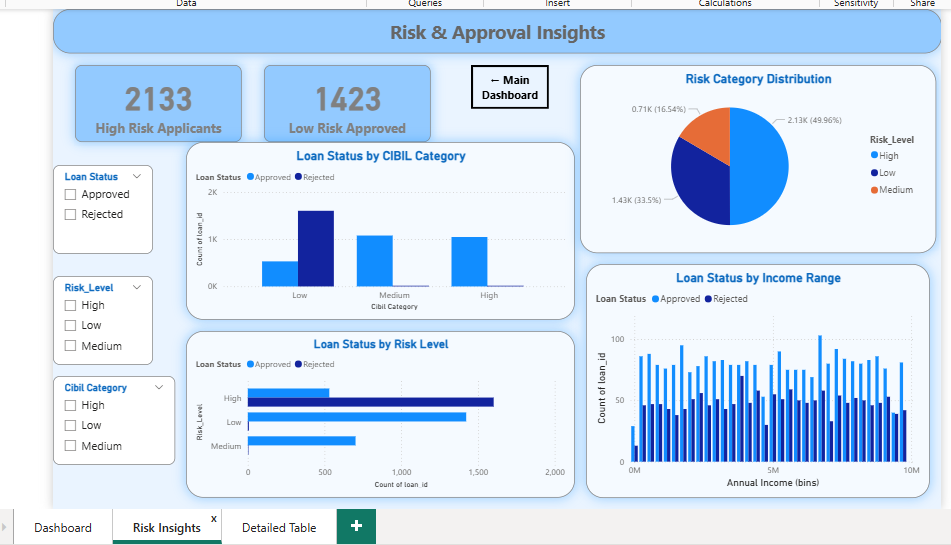 Data
Queries
Insert
Calculations
Sensitivity
Share
Risk & Approval Insights
2133
High Risk Applicants
1423
Low Risk Approved
← Main
Dashboard
Loan Status
Approved
Rejected
Risk_Level
High
Low
Medium
Cibil Category
High
Low
Medium
Loan Status by CIBIL Category
Loan Status Approved Rejected
Count of loan_id
2K
1K
0K
Low Medium High
Cibil Category
Loan Status by Risk Level
Loan Status Approved Rejected
Risk_Level
High
Low
Medium
0 500 1,000 1,500 2,000
Count of loan_id
Risk Category Distribution
0.71K (16.54%)
2.13K (49.96%)
1.43K (33.5%)
Risk_Level
High
Low
Medium
Loan Status by Income Range
Loan Status Approved Rejected
Count of loan_id
100
50
0
0M 5M 10M
Annual Income (bins)
Dashboard
Risk Insights x
Detailed Table
+